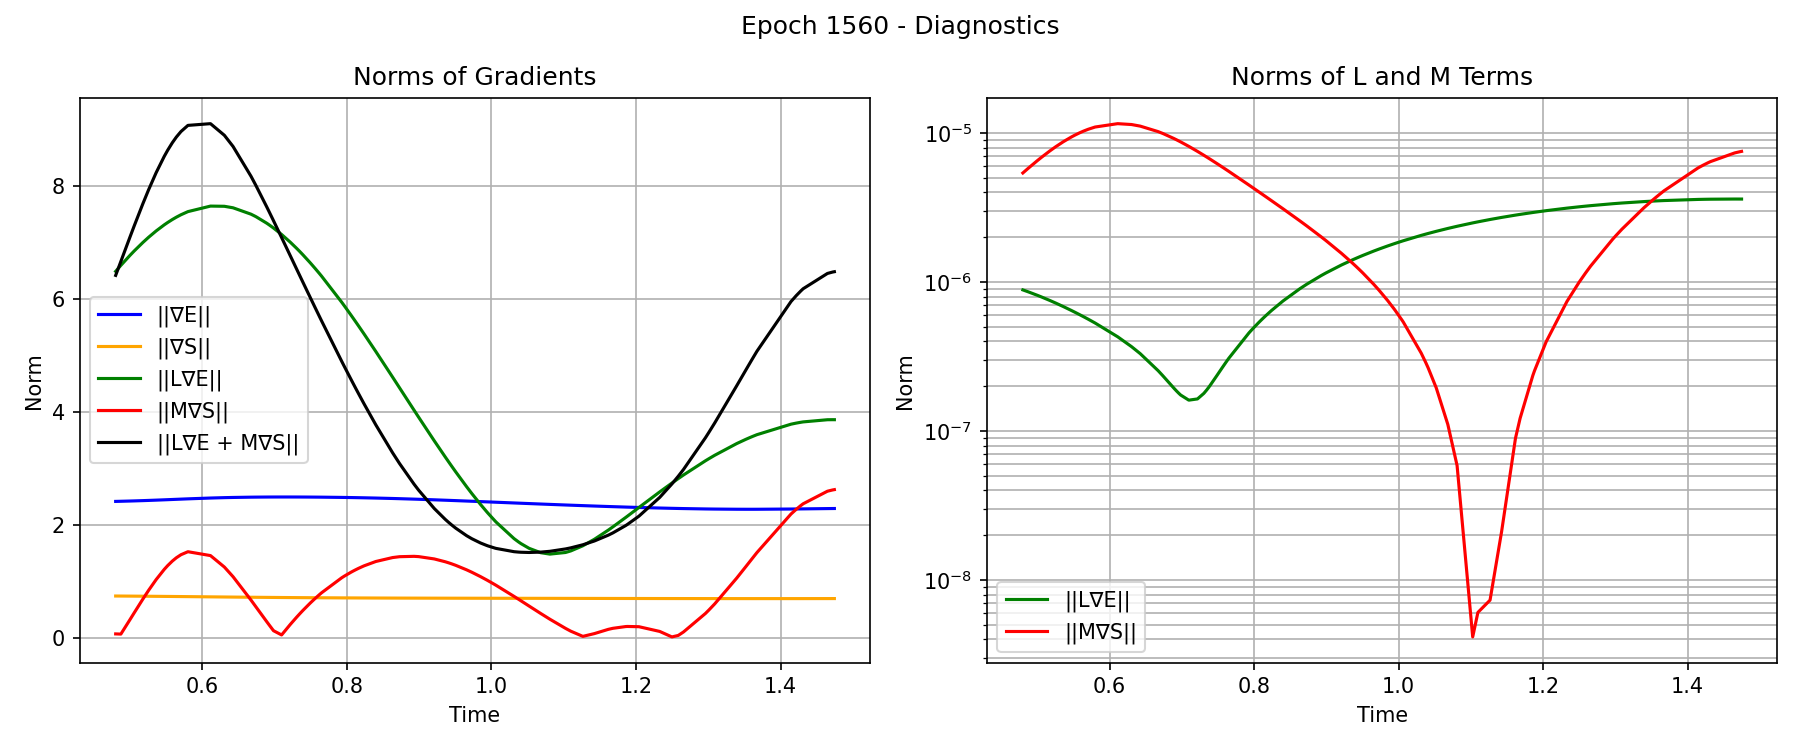 Epoch 1560 - Diagnostics
Norms of Gradients
Norm
8
6
4
2
0
||∇E||
||∇S||
||L∇E||
||M∇S||
||L∇E + M∇S||
0.6 0.8 1.0 1.2 1.4
Time
Norms of L and M Terms
Norm
10⁻⁵
10⁻⁶
10⁻⁷
10⁻⁸
||L∇E||
||M∇S||
0.6 0.8 1.0 1.2 1.4
Time